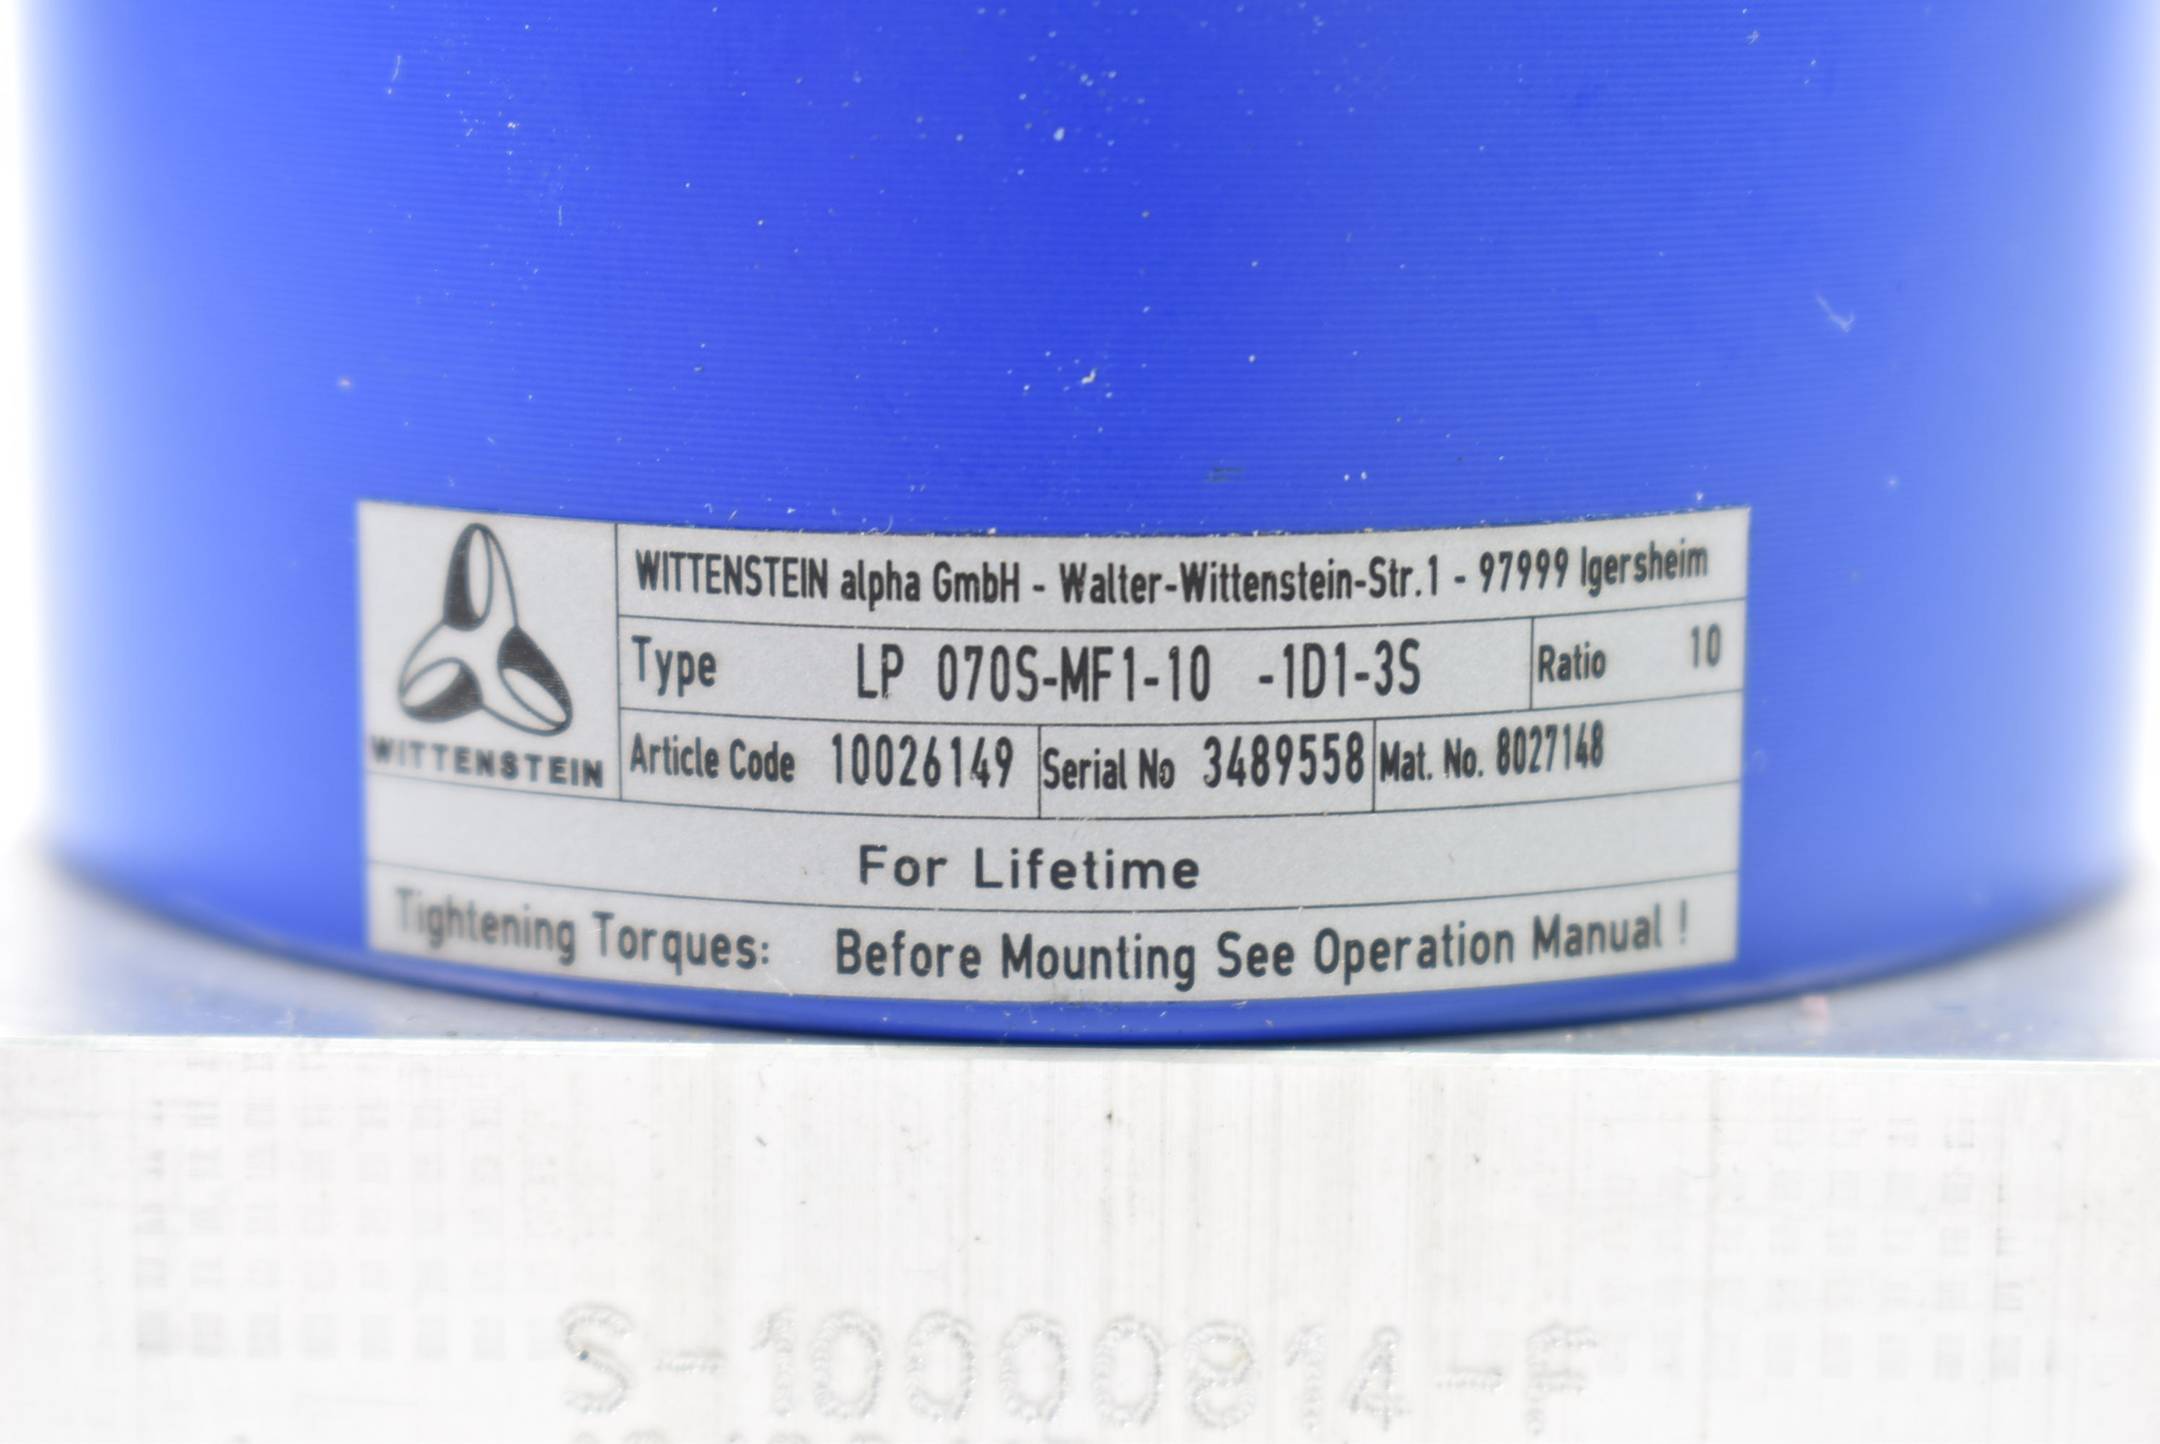 WITTENSTEIN alpha GmbH - Walter-Wittenstein-Str.1 - 97999 Igersheim
Type LP 070S-MF1-10 -1D1-3S Ratio 10
WITTENSTEIN
Article Code 10026149 Serial No 3489558 Mat. No. 8027148
For Lifetime
Tightening Torques: Before Mounting See Operation Manual !
S-10000814-F